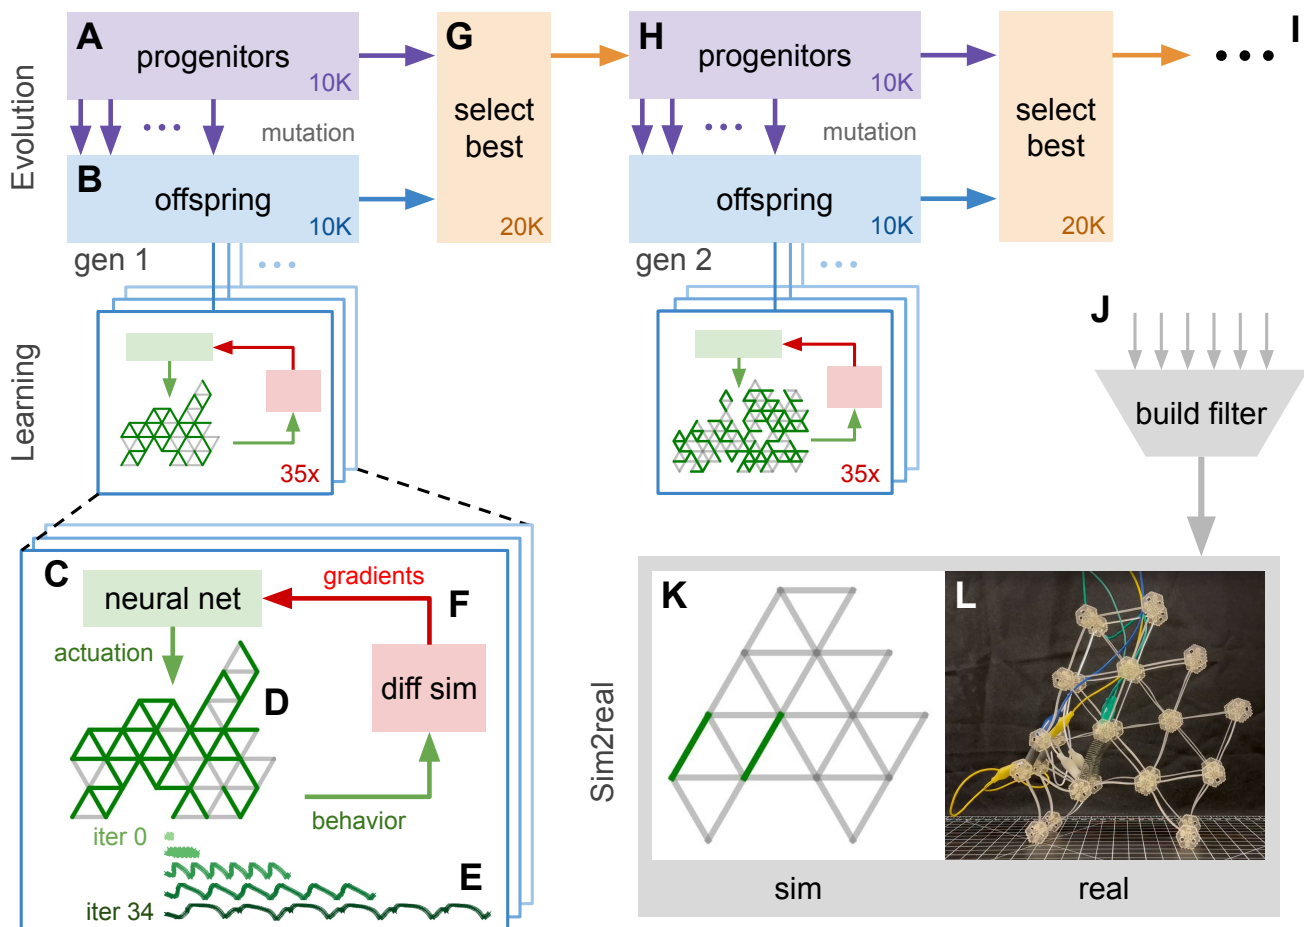 Evolution
A
progenitors
10K
mutation
B
offspring
10K
gen 1
G
select
best
20K
H
progenitors
10K
mutation
offspring
10K
gen 2
select
best
20K
I
Learning
35x
35x
C
neural net
gradients
F
actuation
D
diff sim
behavior
iter 0
E
iter 34
J
build filter
Sim2real
K
sim
L
real